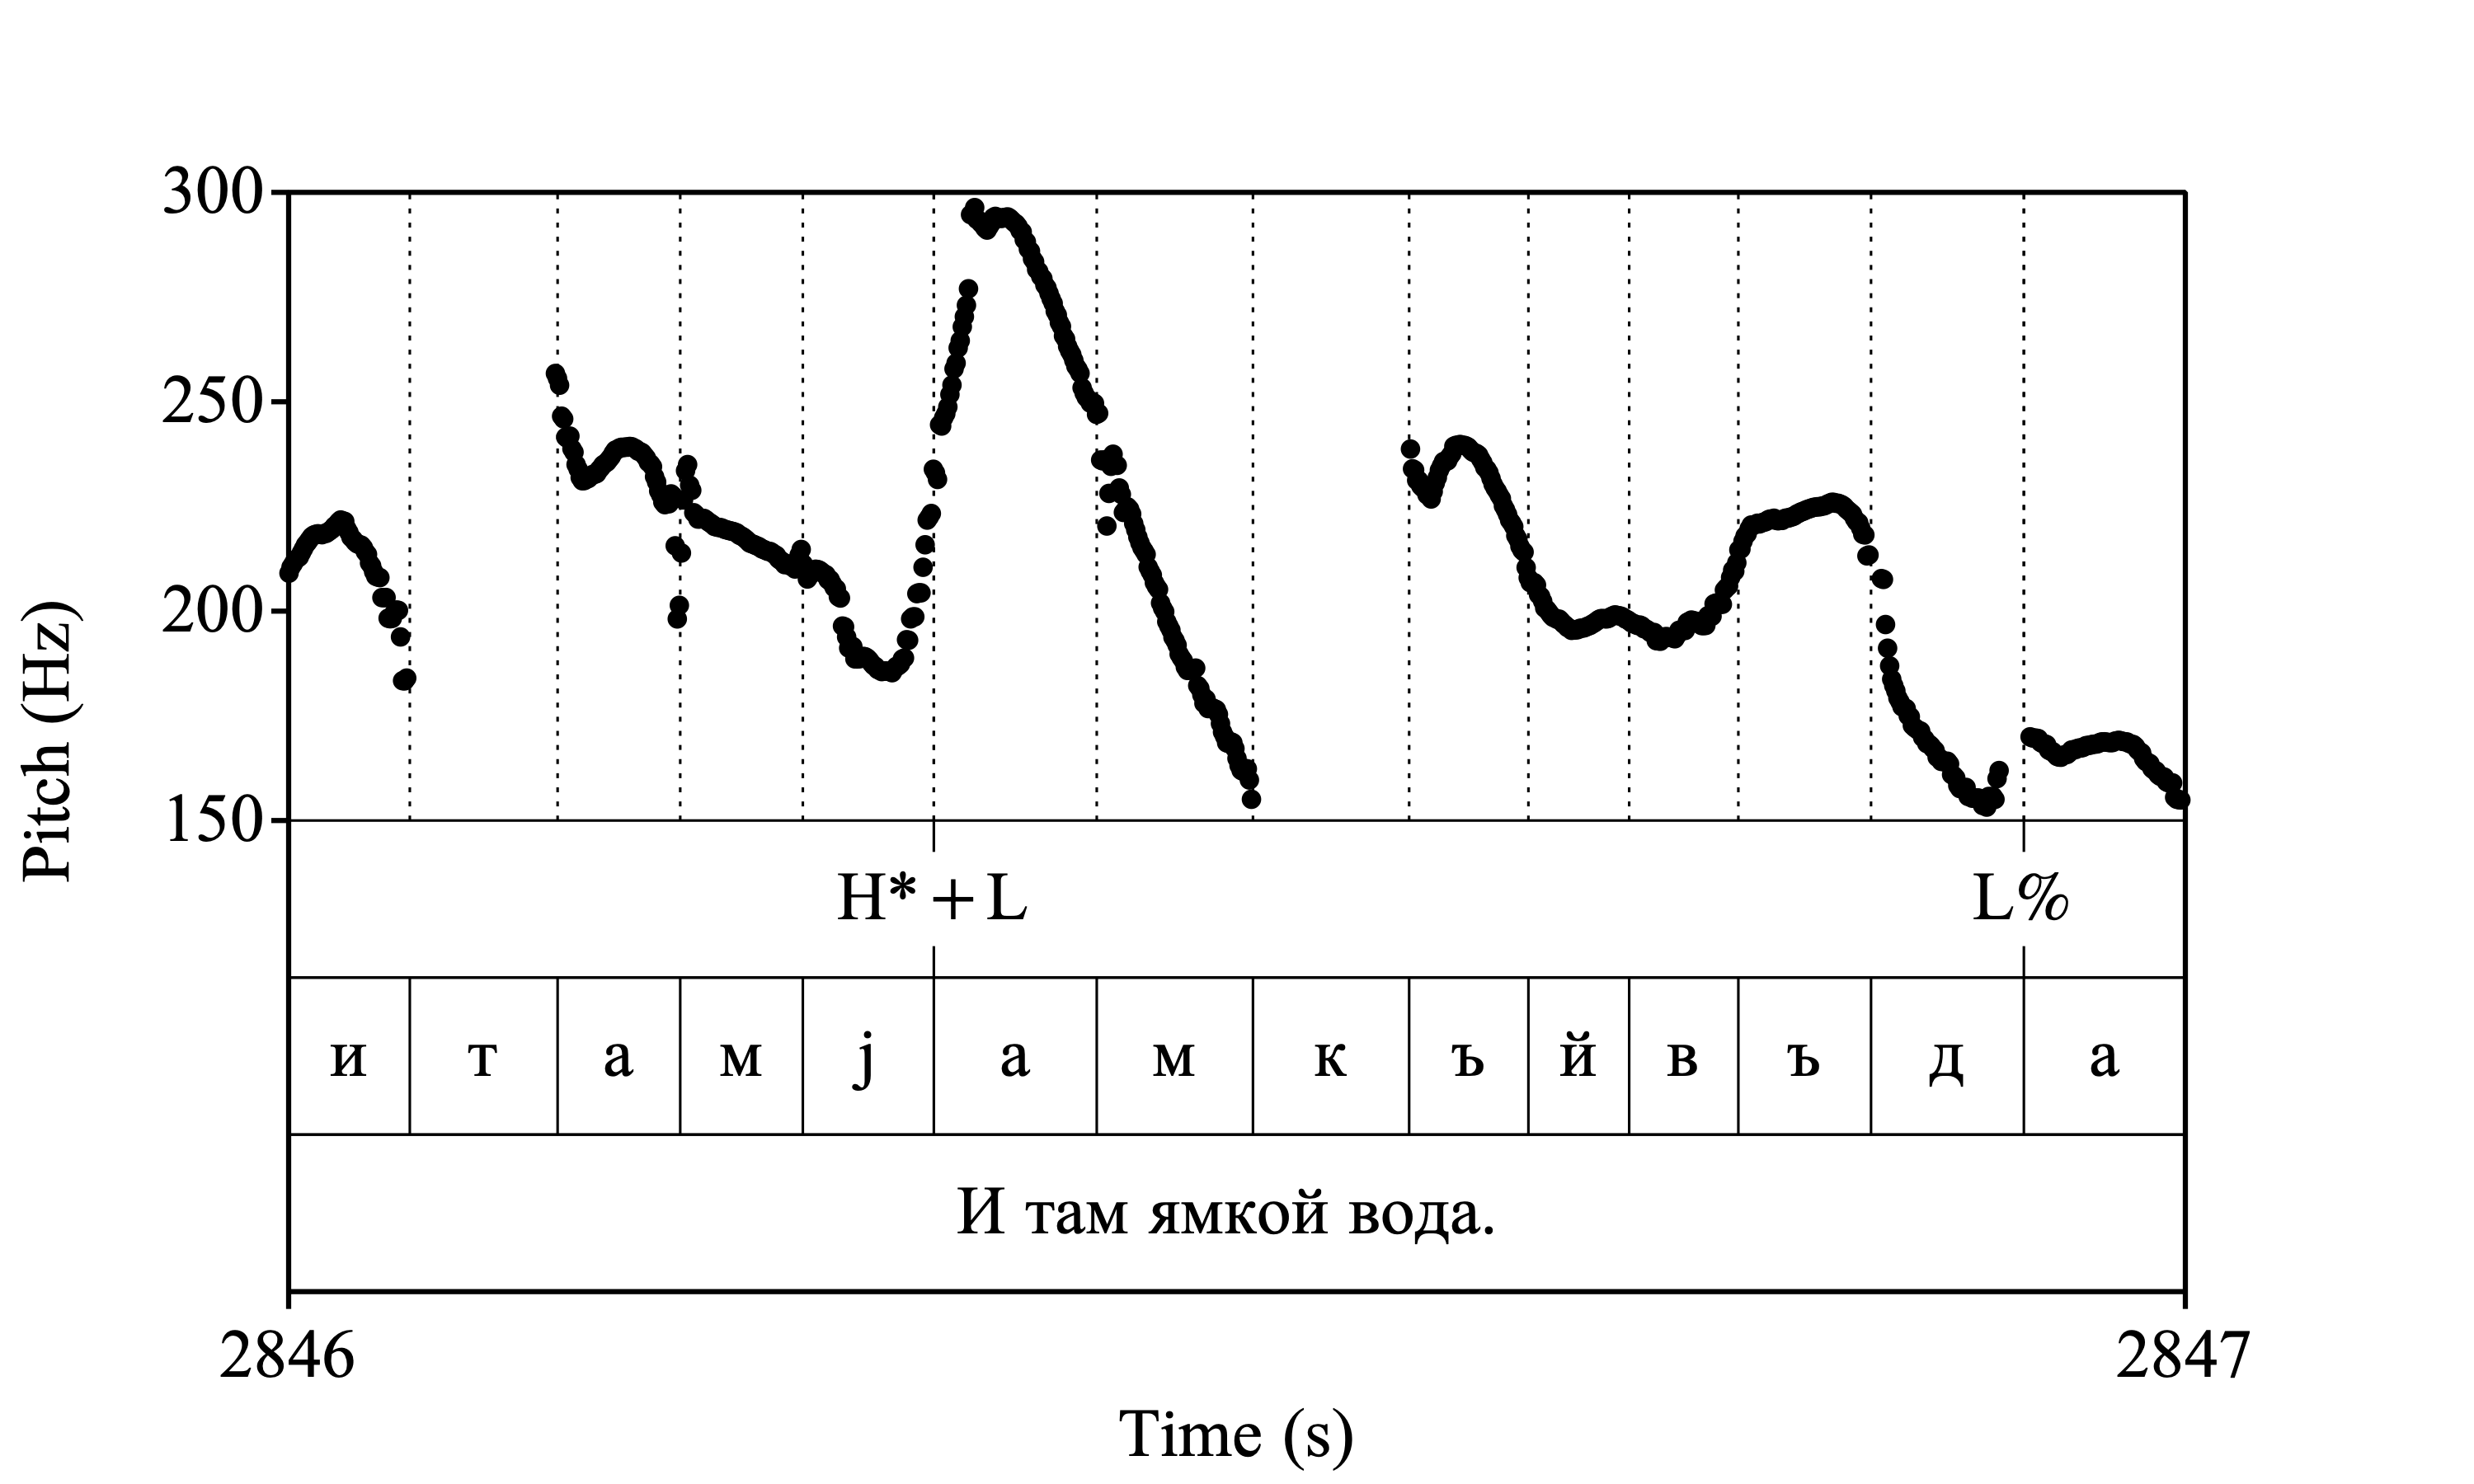 300
250
200
150
Pitch (Hz)
H*+L L%
и т а м j а м к ъ й в ъ д а
И там ямкой вода.
2846 2847
Time (s)